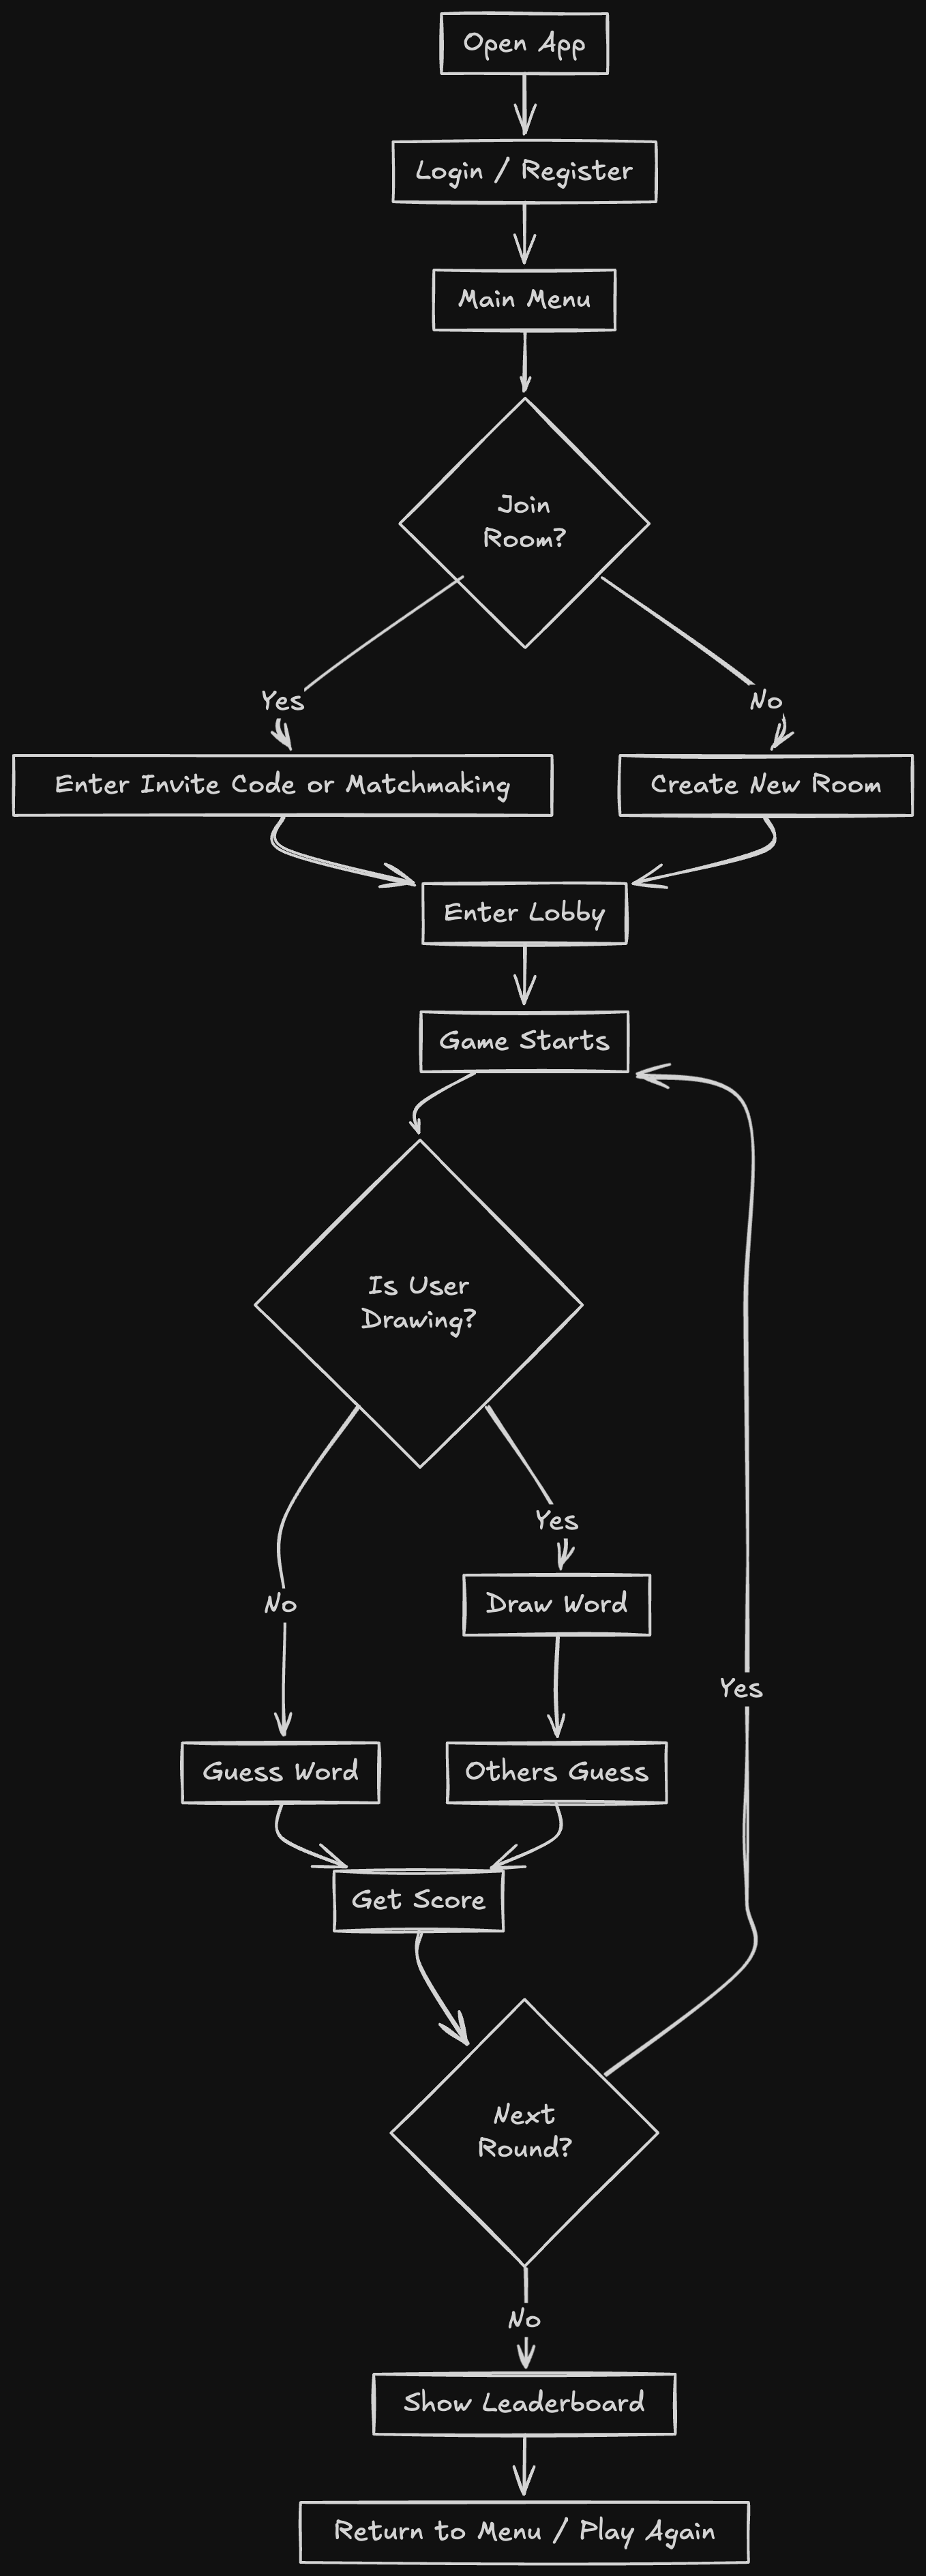 Open App
Login / Register
Main Menu
Join
Room?
Yes
No
Enter Invite Code or Matchmaking
Create New Room
Enter Lobby
Game Starts
Is User
Drawing?
Yes
No
Draw Word
Yes
Guess Word
Others Guess
Get Score
Next
Round?
No
Show Leaderboard
Return to Menu / Play Again